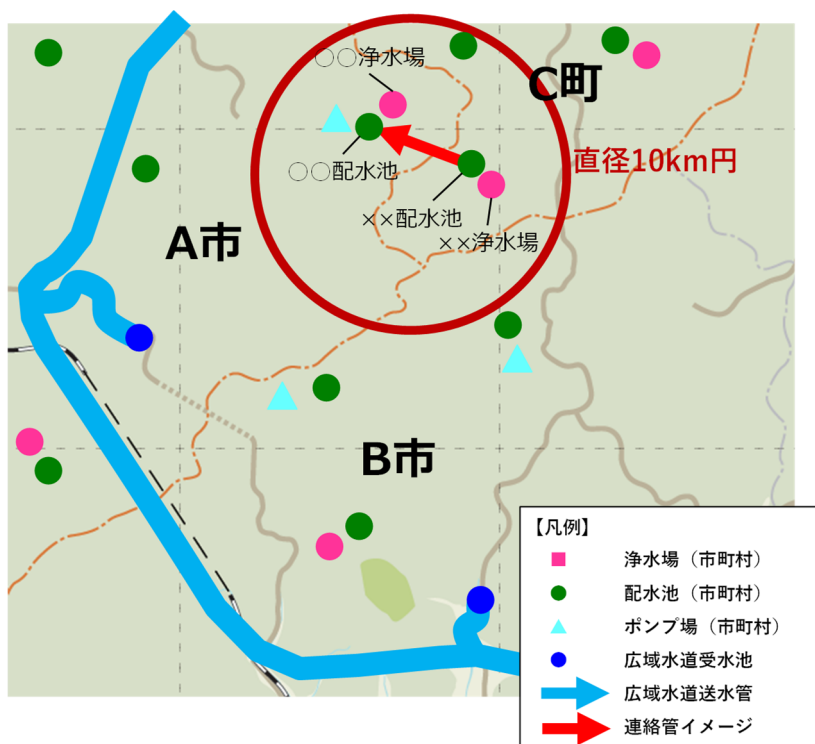 ○○浄水場
C町
直径10km円
○○配水池
××配水池
××浄水場
A市
B市
【凡例】
浄水場（市町村）
配水池（市町村）
ポンプ場（市町村）
広域水道受水池
広域水道送水管
連絡管イメージ